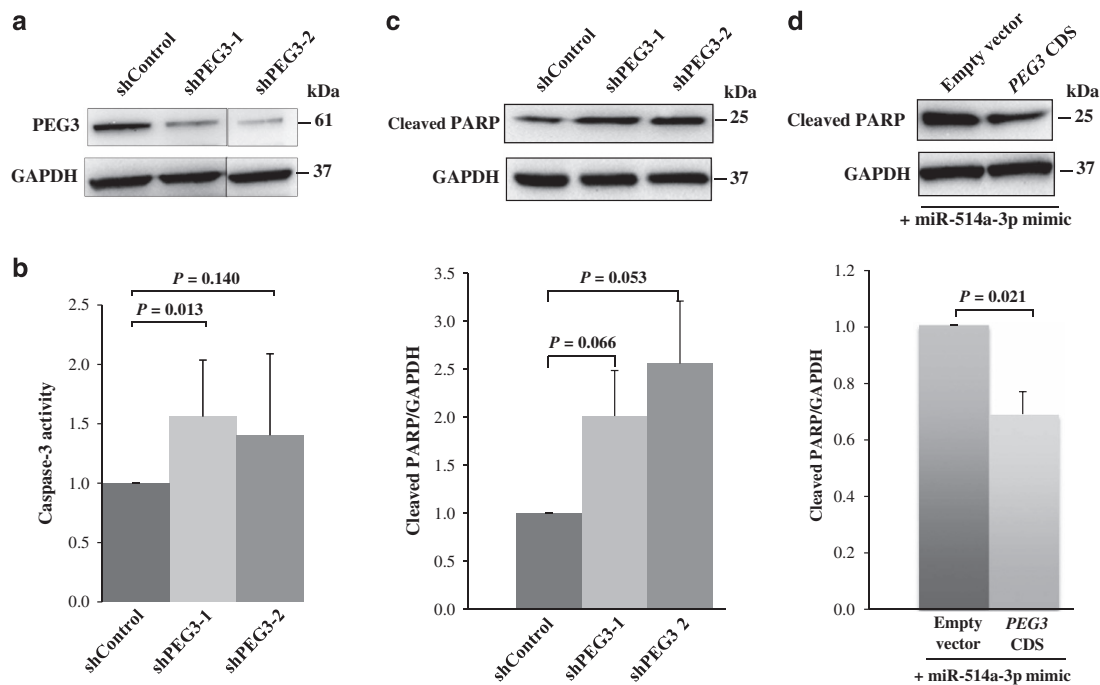 a
shControl
shPEG3-1
shPEG3-2
kDa
PEG3
61
GAPDH
37
b
P = 0.140
P = 0.013
2.5
2.0
1.5
1.0
0.5
0.0
Caspase-3 activity
shControl
shPEG3-1
shPEG3-2
c
shControl
shPEG3-1
shPEG3-2
kDa
Cleaved PARP
25
GAPDH
37
P = 0.053
P = 0.066
3.5
3.0
2.5
2.0
1.5
1.0
0.5
0.0
Cleaved PARP/GAPDH
shControl
shPEG3-1
shPEG3 2
d
Empty vector
PEG3 CDS
kDa
Cleaved PARP
25
GAPDH
37
+ miR-514a-3p mimic
P = 0.021
1.2
1.0
0.8
0.6
0.4
0.2
0.0
Cleaved PARP/GAPDH
Empty
vector
PEG3
CDS
+ miR-514a-3p mimic